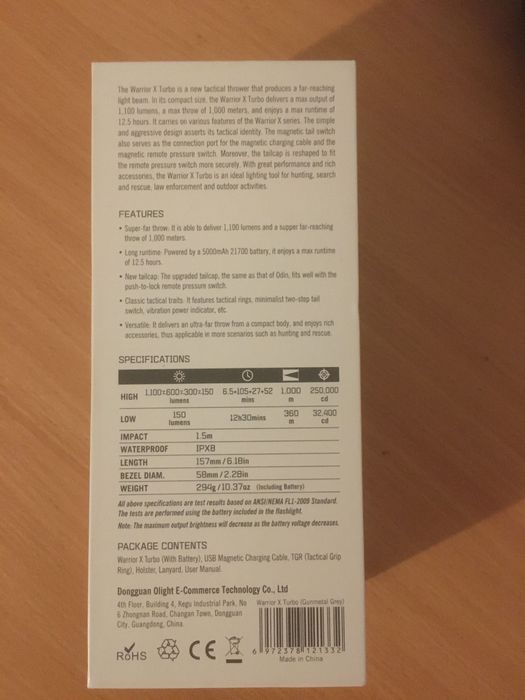 The Warrior X Turbo is a new tactical thrower that produces a far-reaching
light beam. In its compact size, the Warrior X Turbo delivers a max output of
1,100 lumens, a max throw of 1,000 meters, and enjoys a max runtime of
12.5 hours. It carries on various features of the Warrior X series. The simple
and aggressive design asserts its tactical identity. The magnetic tail switch
also serves as the connection port for the magnetic charging cable and the
magnetic remote pressure switch. Moreover, the tailcap is reshaped to fit
the remote pressure switch more securely. With great performance and rich
accessories, the Warrior X Turbo is an ideal lighting tool for hunting, search
and rescue, law enforcement and outdoor activities.
FEATURES
• Super-far throw: It is able to deliver 1,100 lumens and a supper far-reaching
throw of 1,000 meters.
• Long runtime: Powered by a 5000mAh 21700 battery, it enjoys a max runtime
of 12.5 hours.
• New tailcap: The upgraded tailcap, the same as that of Odin, fits well with the
push-to-lock remote pressure switch.
• Classic tactical traits: It features tactical rings, minimalist two-stop tail
switch, vibration power indicator, etc.
• Versatile: It delivers an ultra-far throw from a compact body, and enjoys rich
accessories, thus applicable in more scenarios such as hunting and rescue.
SPECIFICATIONS
HIGH 1,100~600~300~150 lumens 6.5+105+27+52 mins 1,000 m 250,000 cd
LOW 150 lumens 12h30mins 360 m 32,400 cd
IMPACT 1.5m
WATERPROOF IPX8
LENGTH 157mm/6.18in
BEZEL DIAM. 58mm/2.28in
WEIGHT 294g/10.37oz (Including Battery)
All above specifications are test results based on ANSI/NEMA FL1-2009 Standard.
The tests are performed using the battery included in the flashlight.
Note: The maximum output brightness will decrease as the battery voltage decreases.
PACKAGE CONTENTS
Warrior X Turbo (With Battery), USB Magnetic Charging Cable, TGR (Tactical Grip
Ring), Holster, Lanyard, User Manual.
Dongguan Olight E-Commerce Technology Co., Ltd
4th Floor, Building 4, Kegu Industrial Park, No
6 Zhongnan Road, Changan Town, Dongguan
City, Guangdong, China.
Warrior X Turbo (Gunmetal Grey)
RoHS CE
6 972378 121332
Made in China